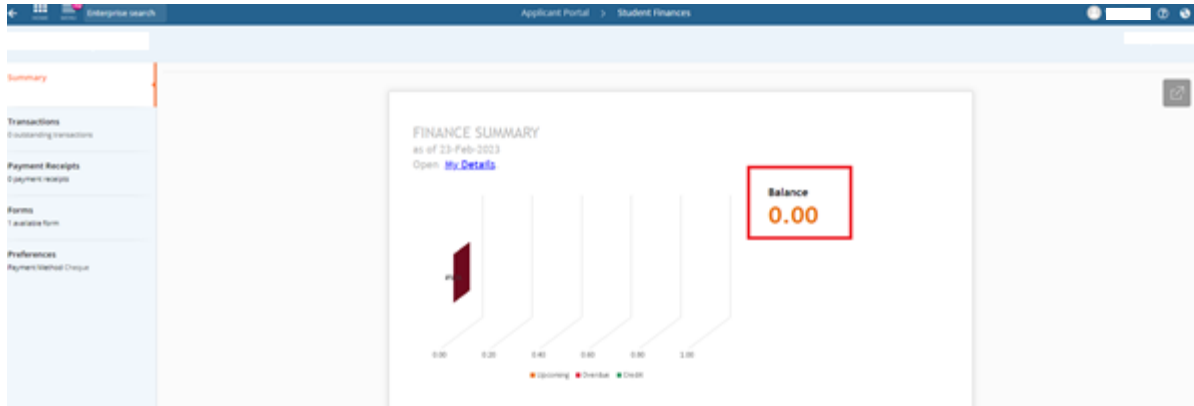 HOME MENU Enterprise search Applicant Portal > Student Finances
Summary
Transactions
0 outstanding transactions
Payment Receipts
0 payment receipts
Forms
1 available form
Preferences
Payment Method Cheque
FINANCE SUMMARY
as of 23-Feb-2023
Open My Details
Balance
0.00
0.00 0.20 0.40 0.60 0.80 1.00
Upcoming Overdue Credit